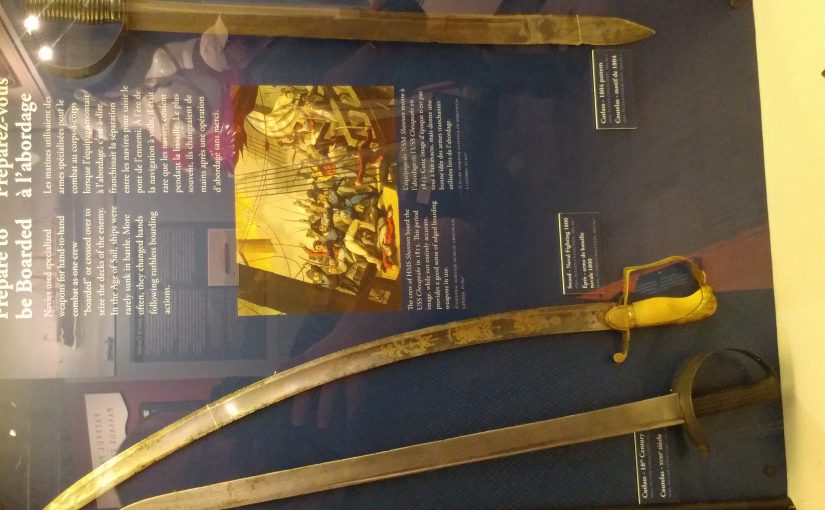 Prepare to
be Boarded
Navies used specialized
weapons for hand-to-hand
combat as one crew
"boarded" or crossed over to
seize the decks of the enemy.
In the Age of Sail, ships were
rarely sunk in battle. More
often, they changed hands
following ruthless boarding
actions.
Préparez-vous
à l'abordage
Les marines utilisaient des
armes spécialisées pour le
combat au corps-à-corps
lorsque l'équipage montait
à l'abordage, c'est-à-dire
franchissait la séparation
entre les navires pour saisir le
pont de l'ennemi. À l'ère de
la navigation à voile, il était
rare que les navires coulent
pendant la bataille. Le plus
souvent, ils changeaient de
mains après une opération
d'abordage sans merci.
The crew of HMS Shannon board the
USS Chesapeake in 1813. This period
image while not entirely accurate,
provides a good sense of edged boarding
weapons in use.
L'équipage du NSM Shannon monte à
l'abordage de l'USS Chesapeake en
1813. Cette image d'époque n'est pas
tout à fait exacte, mais donne une
bonne idée des armes tranchantes
utilisées lors de l'abordage.
Cutlass - 1804 pattern
Coutelas - motif de 1804
Sword - Naval Fighting 1800
Épée - arme de bataille
navale 1800
Cutlass - 18th Century
Coutelas - XVIIIe siècle